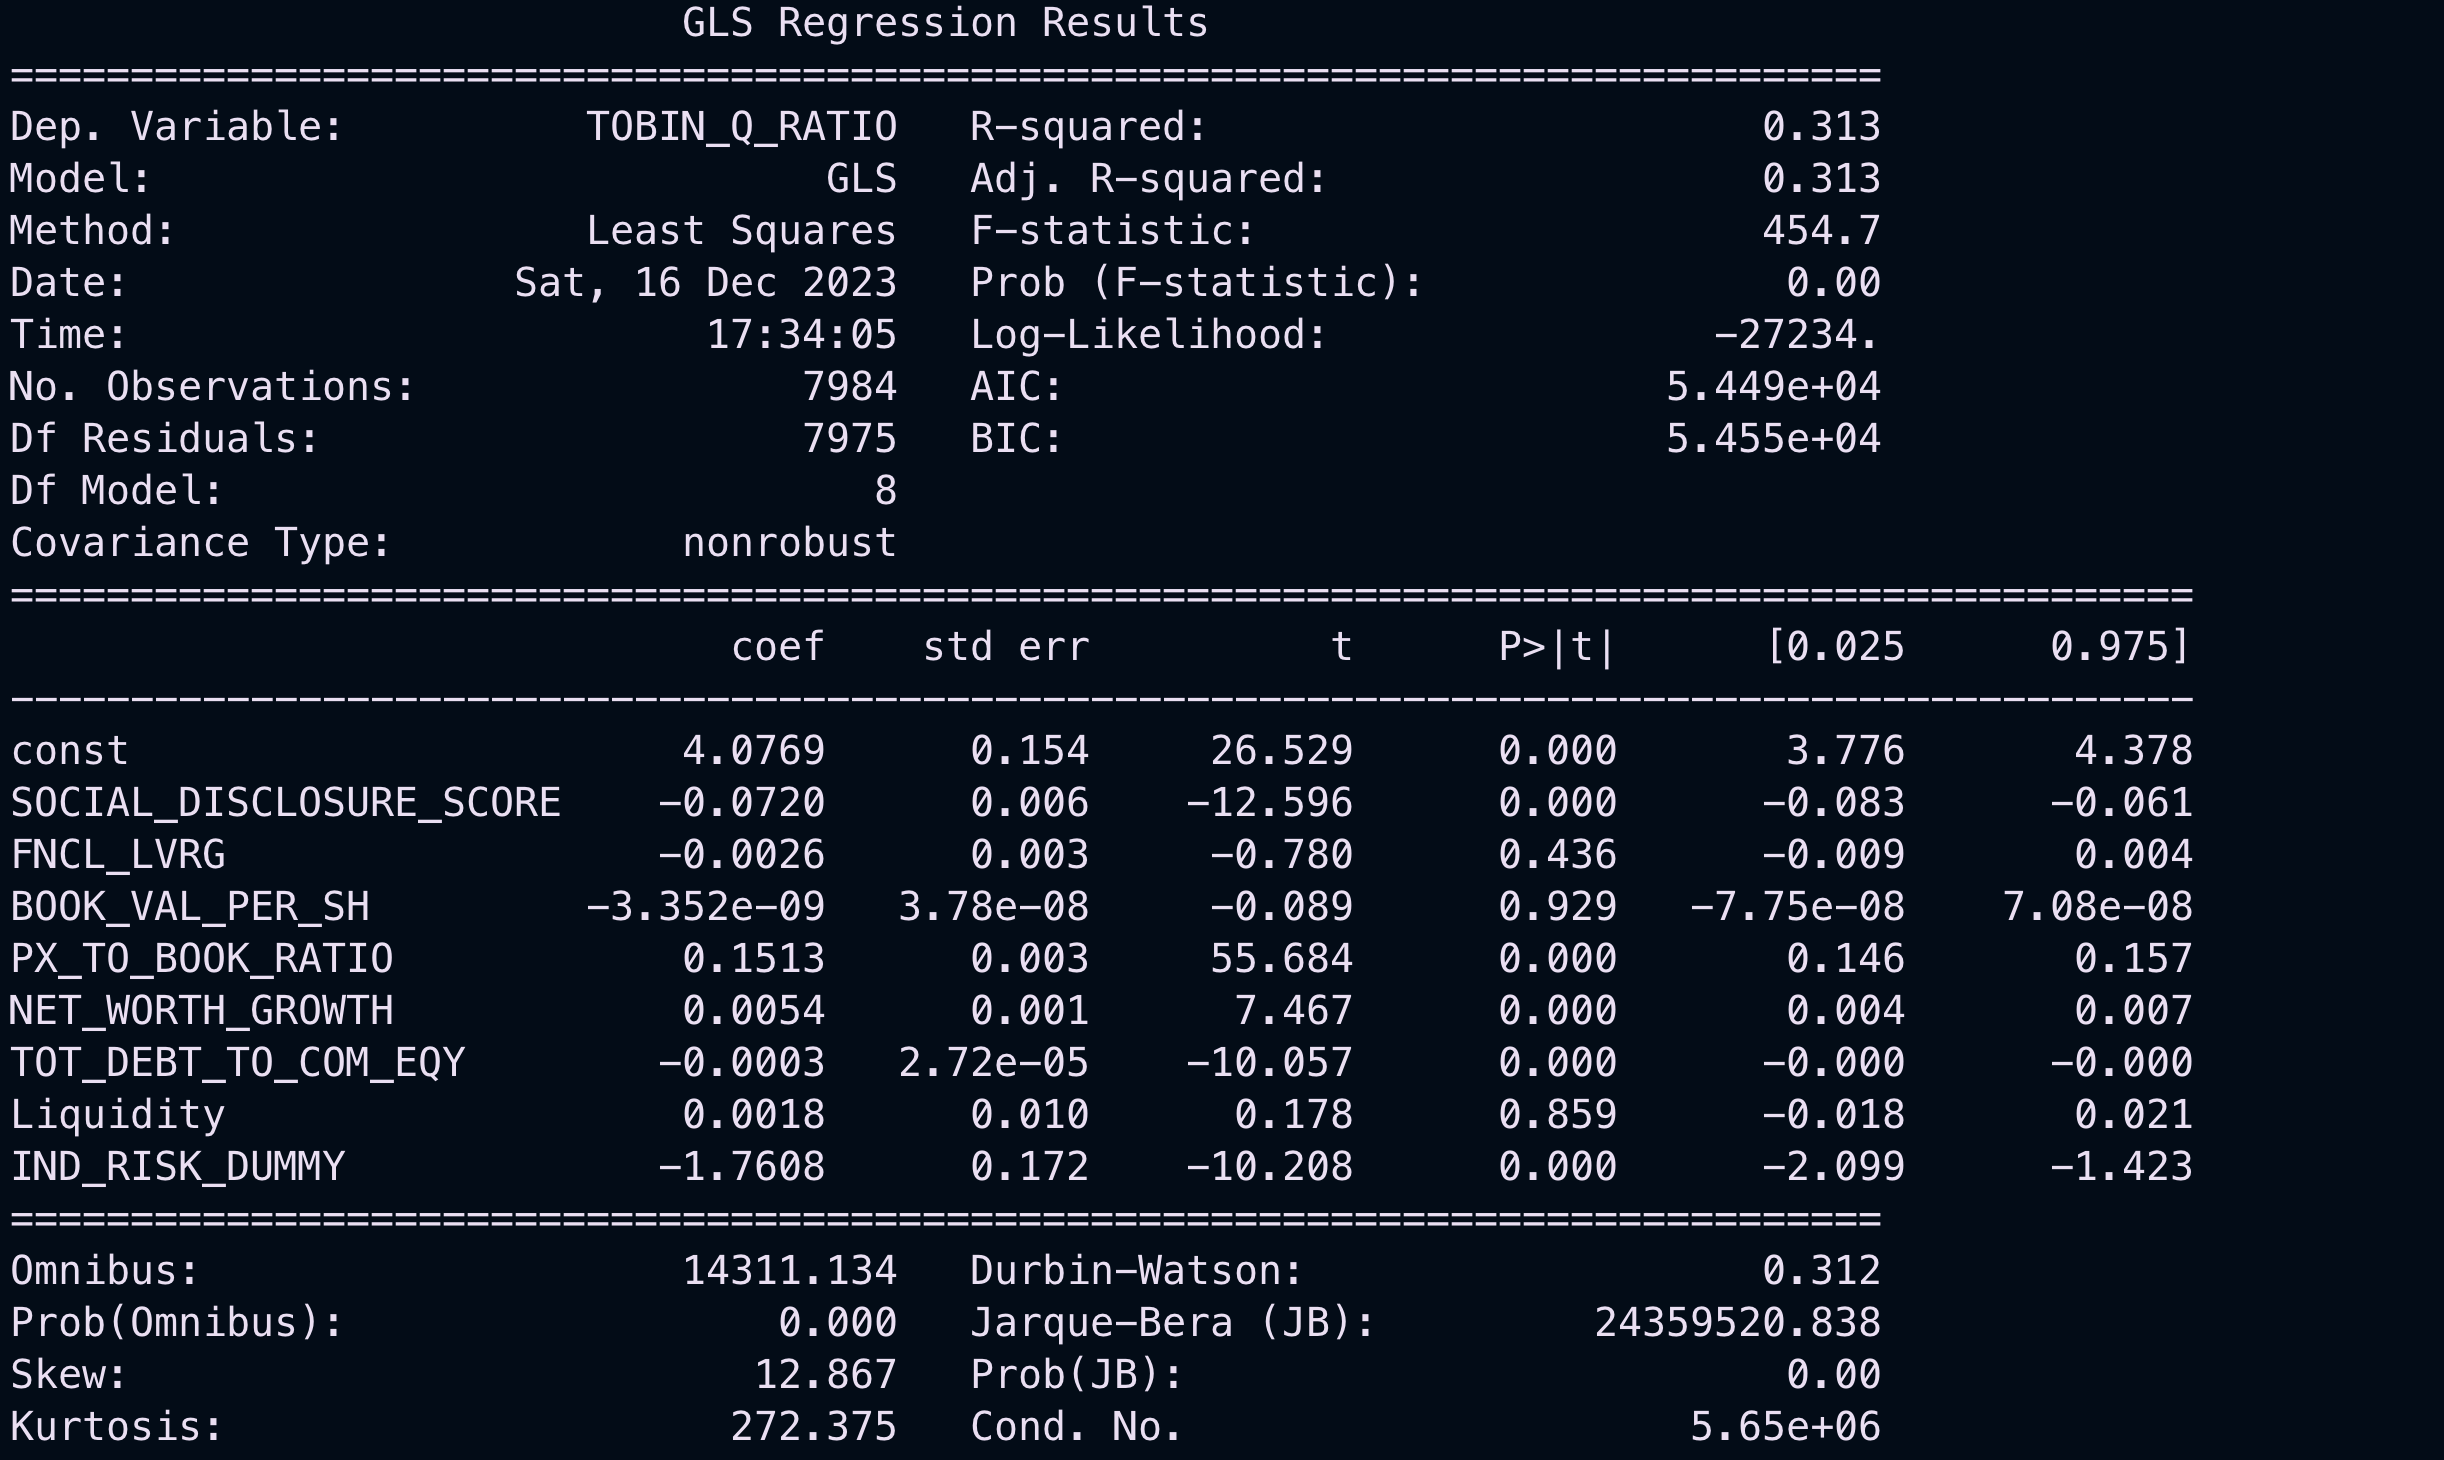 GLS Regression Results
==============================================================================
Dep. Variable: TOBIN_Q_RATIO R-squared: 0.313
Model: GLS Adj. R-squared: 0.313
Method: Least Squares F-statistic: 454.7
Date: Sat, 16 Dec 2023 Prob (F-statistic): 0.00
Time: 17:34:05 Log-Likelihood: -27234.
No. Observations: 7984 AIC: 5.449e+04
Df Residuals: 7975 BIC: 5.455e+04
Df Model: 8
Covariance Type: nonrobust
===========================================================================================
coef std err t P>|t| [0.025 0.975]
-------------------------------------------------------------------------------------------
const 4.0769 0.154 26.529 0.000 3.776 4.378
SOCIAL_DISCLOSURE_SCORE -0.0720 0.006 -12.596 0.000 -0.083 -0.061
FNCL_LVRG -0.0026 0.003 -0.780 0.436 -0.009 0.004
BOOK_VAL_PER_SH -3.352e-09 3.78e-08 -0.089 0.929 -7.75e-08 7.08e-08
PX_TO_BOOK_RATIO 0.1513 0.003 55.684 0.000 0.146 0.157
NET_WORTH_GROWTH 0.0054 0.001 7.467 0.000 0.004 0.007
TOT_DEBT_TO_COM_EQY -0.0003 2.72e-05 -10.057 0.000 -0.000 -0.000
Liquidity 0.0018 0.010 0.178 0.859 -0.018 0.021
IND_RISK_DUMMY -1.7608 0.172 -10.208 0.000 -2.099 -1.423
==============================================================================
Omnibus: 14311.134 Durbin-Watson: 0.312
Prob(Omnibus): 0.000 Jarque-Bera (JB): 24359520.838
Skew: 12.867 Prob(JB): 0.00
Kurtosis: 272.375 Cond. No. 5.65e+06